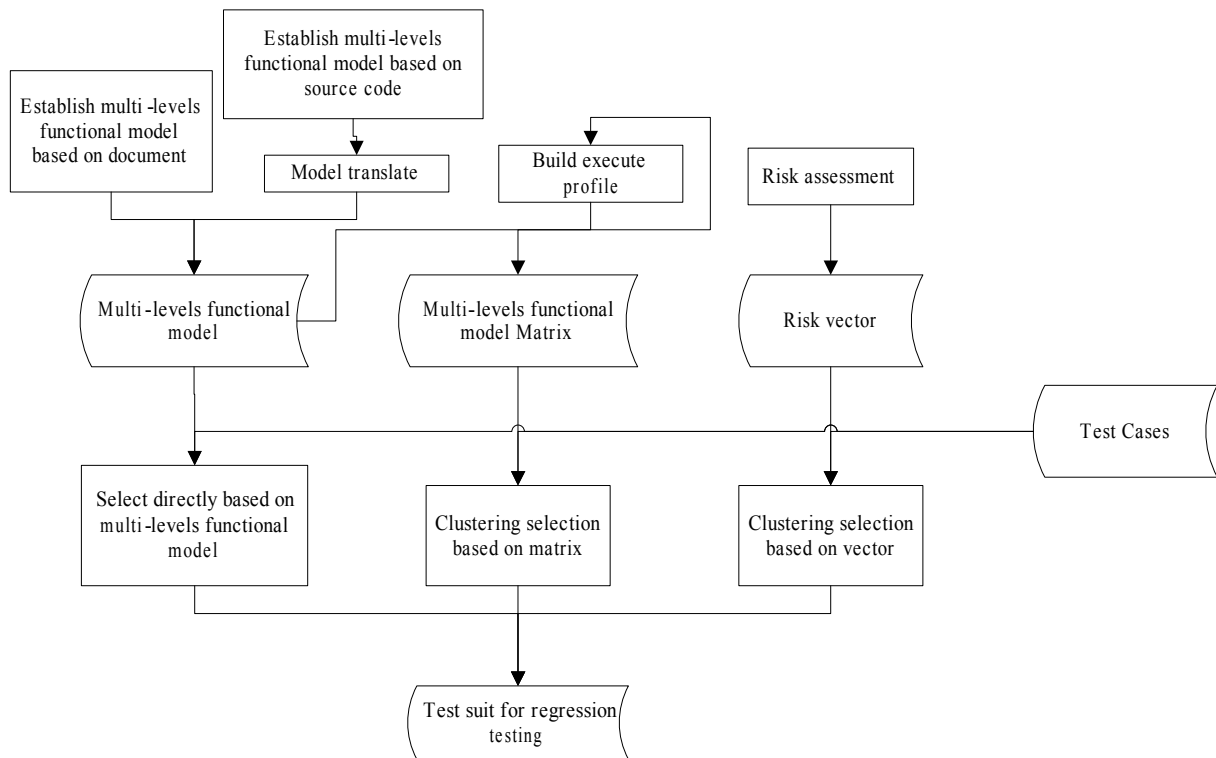 Establish multi-levels
functional model based on
source code
Establish multi-levels
functional model
based on document
Model translate
Build execute
profile
Risk assessment
Multi-levels functional
model
Multi-levels functional
model Matrix
Risk vector
Test Cases
Select directly based on
multi-levels functional
model
Clustering selection
based on matrix
Clustering selection
based on vector
Test suit for regression
testing